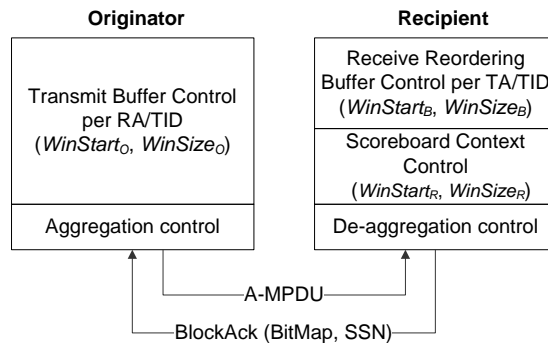 Originator
Recipient
Transmit Buffer Control
per RA/TID
(WinStartO, WinSizeO)
Aggregation control
Receive Reordering
Buffer Control per TA/TID
(WinStartB, WinSizeB)
Scoreboard Context
Control
(WinStartR, WinSizeR)
De-aggregation control
A-MPDU
BlockAck (BitMap, SSN)